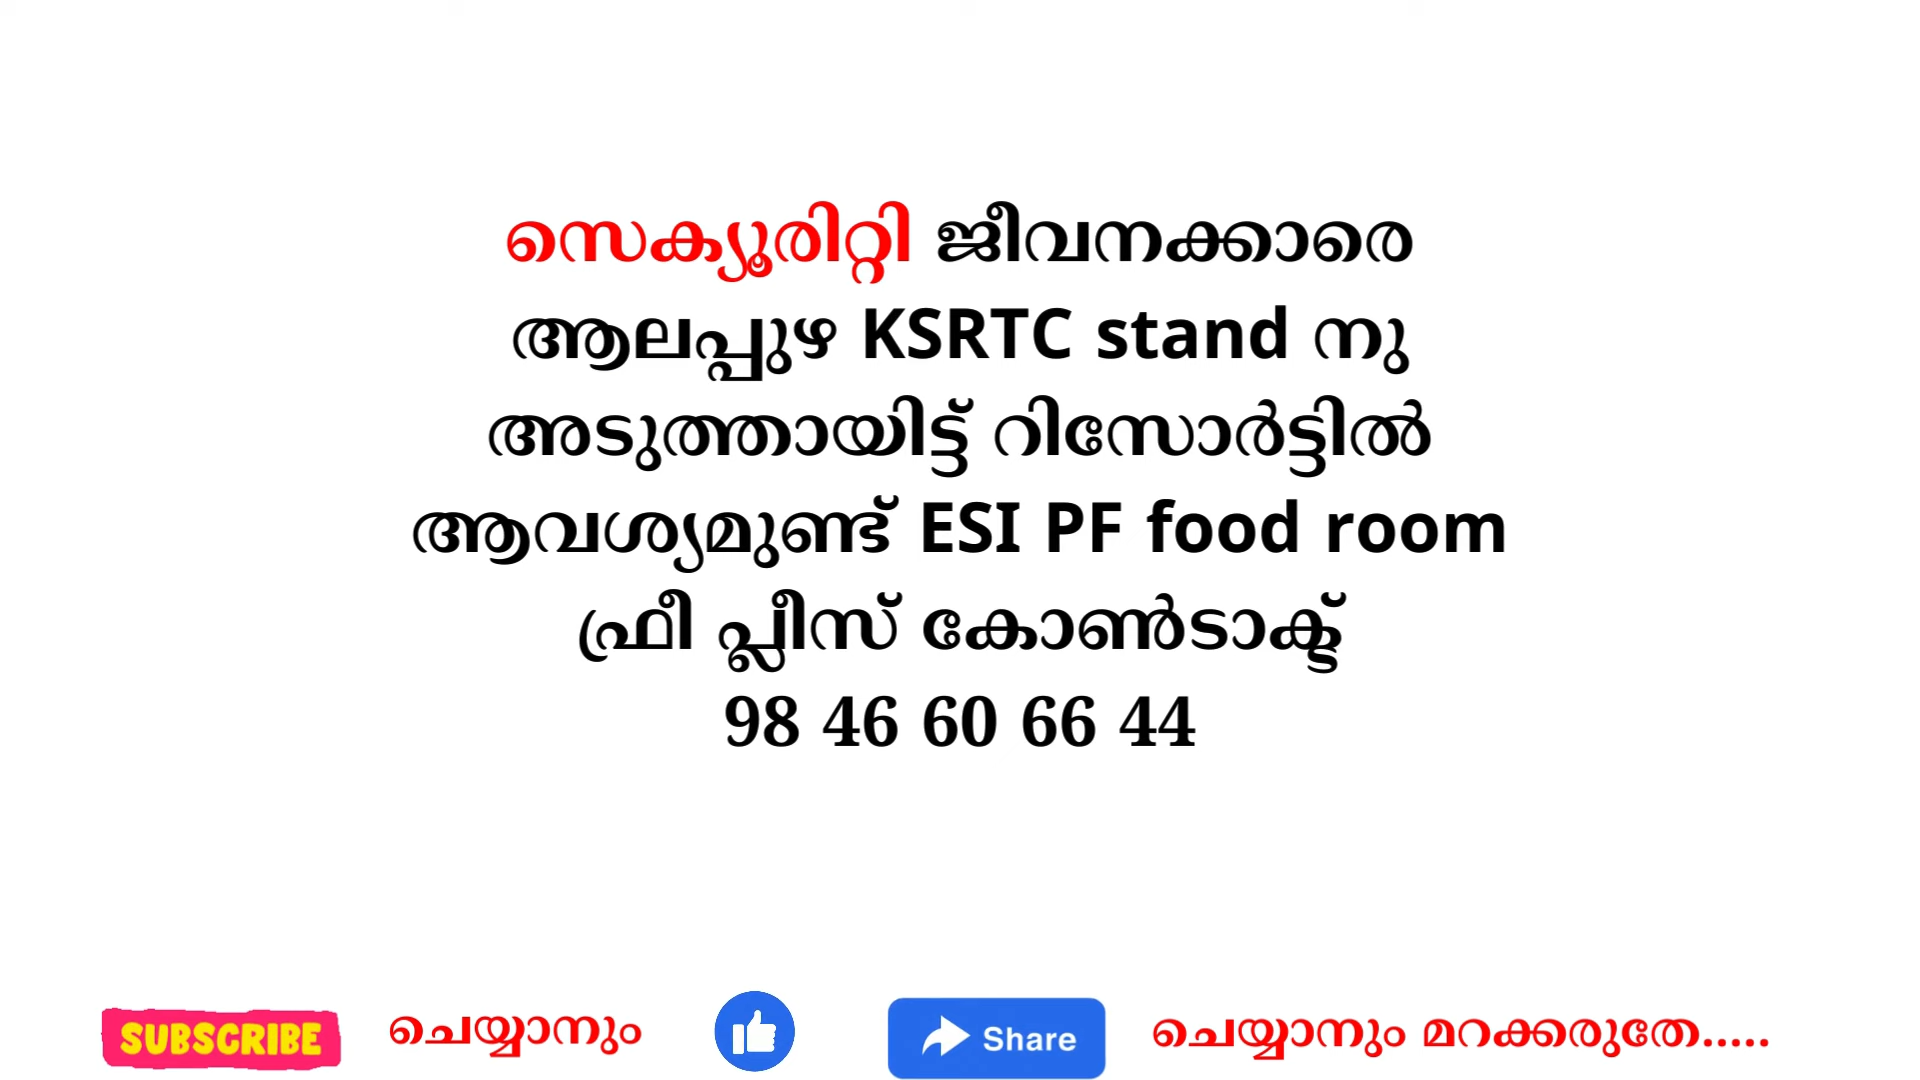 സെക്യൂരിറ്റി ജീവനക്കാരെ
ആലപ്പുഴ KSRTC stand നു
അടുത്തായിട്ട് റിസോർട്ടിൽ
ആവശ്യമുണ്ട് ESI PF food room
ഫ്രീ പ്ലീസ് കോൺടാക്ട്
98 46 60 66 44
SUBSCRIBE ചെയ്യാനും Share ചെയ്യാനും മറക്കരുതേ.....